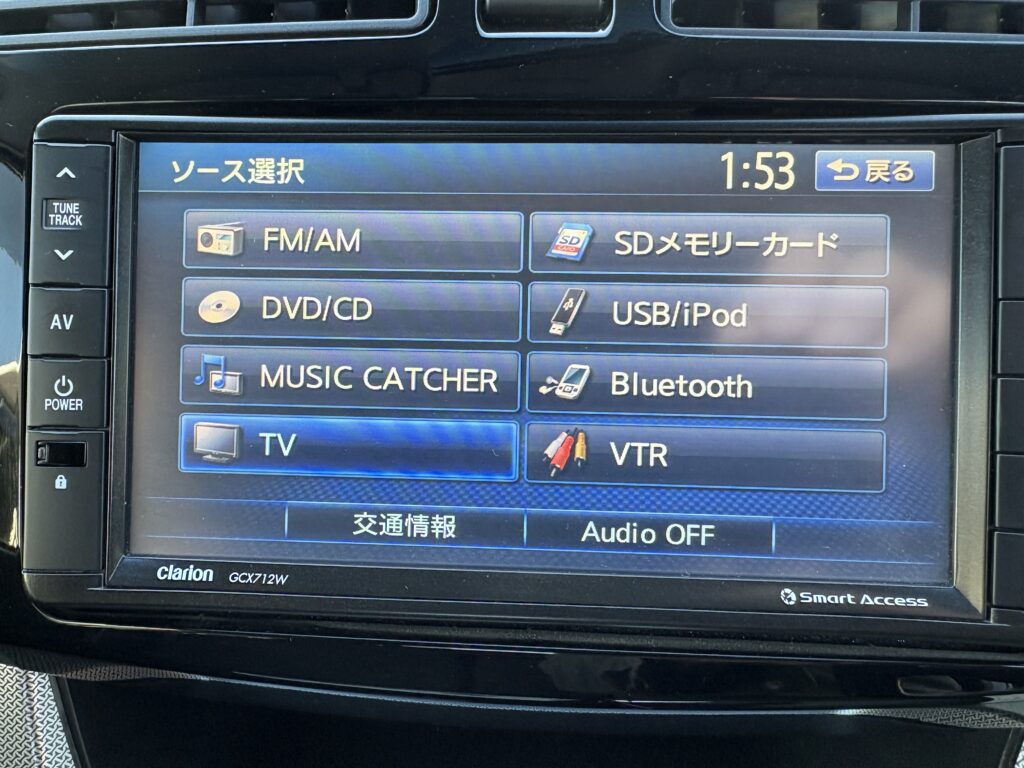 ソース選択 1:53 戻る
TUNE
TRACK
AV
POWER
FM/AM
SDメモリーカード
SD
DVD/CD
USB/iPod
MUSIC CATCHER
Bluetooth
TV
VTR
交通情報
Audio OFF
clarion GCX712W
Smart Access